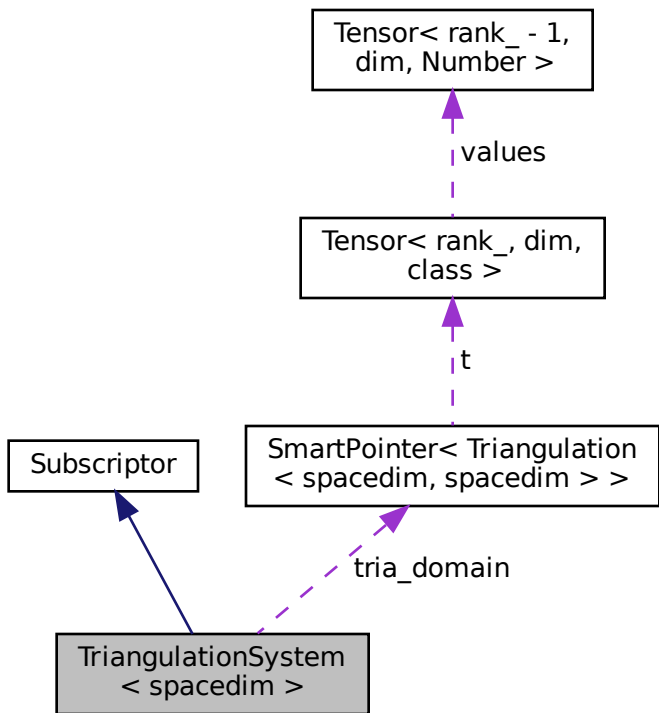 Tensor< rank_ - 1,
dim, Number >
values
Tensor< rank_, dim,
class >
t
SmartPointer< Triangulation
< spacedim, spacedim > >
Subscriptor
tria_domain
TriangulationSystem
< spacedim >